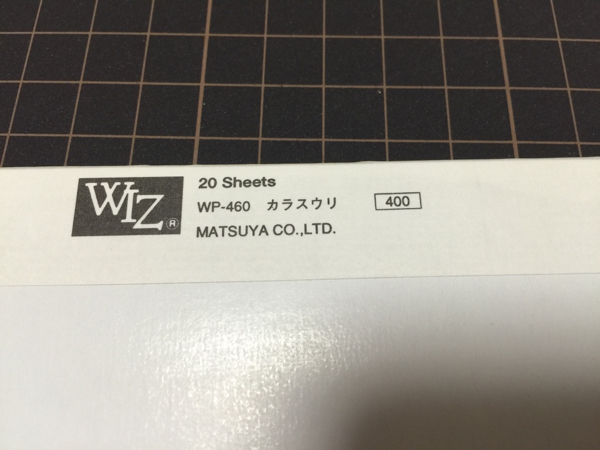 WIZ®
20 Sheets
WP-460 カラスウリ 400
MATSUYA CO.,LTD.